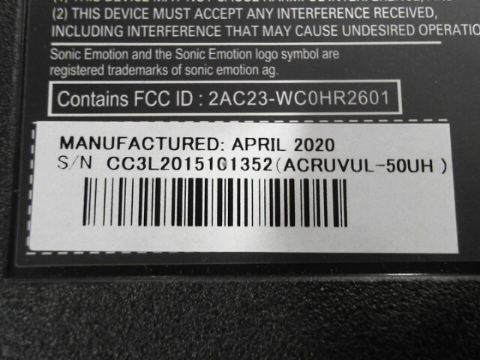 (2) THIS DEVICE MUST ACCEPT ANY INTERFERENCE RECEIVED,
INCLUDING INTERFERENCE THAT MAY CAUSE UNDESIRED OPERATIO
Sonic Emotion and the Sonic Emotion logo symbol are
registered trademarks of sonic emotion ag.
Contains FCC ID : 2AC23-WC0HR2601
MANUFACTURED: APRIL 2020
S/N CC3L2015101352(ACRUVUL-50UH)